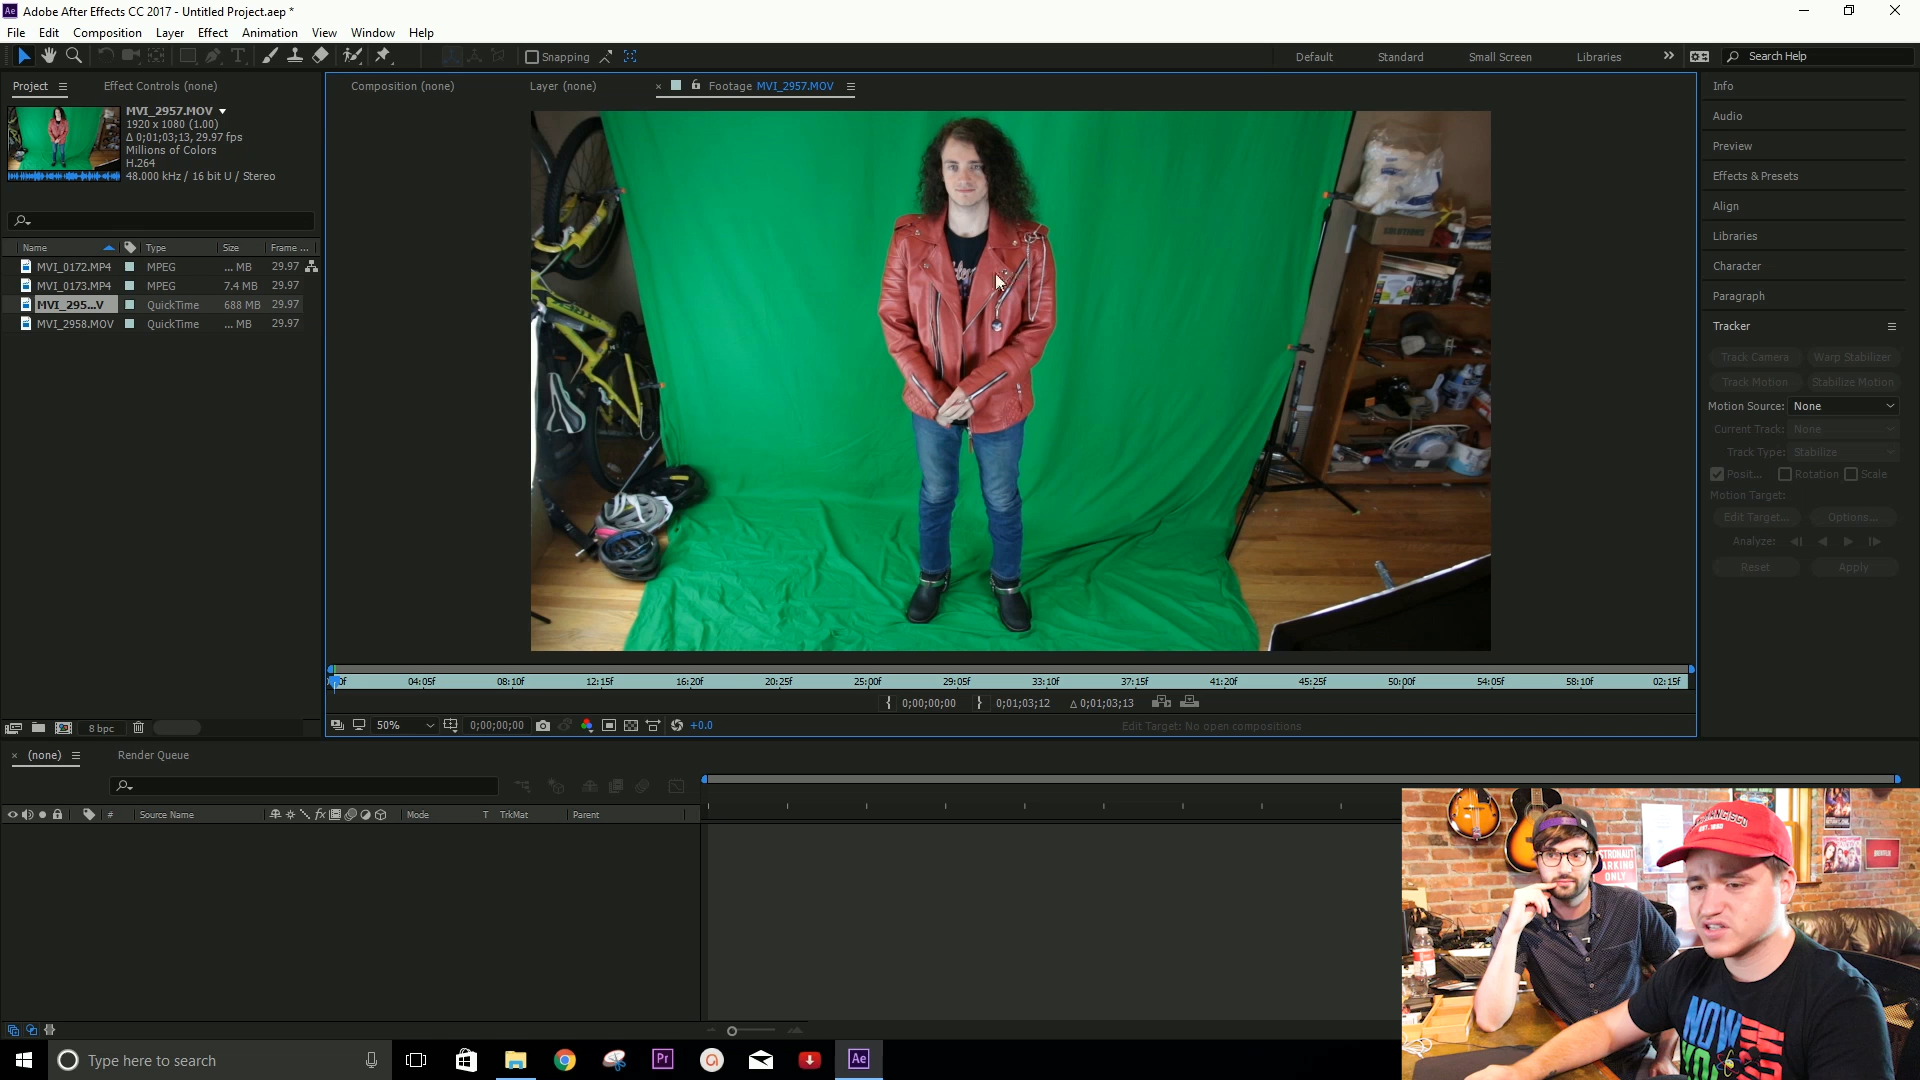 Ae Adobe After Effects CC 2017 - Untitled Project.aep *
File Edit Composition Layer Effect Animation View Window Help
Snapping Default Standard Small Screen Libraries Search Help
Project Effect Controls (none)
MVI_2957.MOV
1920 x 1080 (1.00)
Δ 0;01;03;13, 29.97 fps
Millions of Colors
H.264
48.000 kHz / 16 bit U / Stereo
Name Type Size Frame ...
MVI_0172.MP4 MPEG ... MB 29.97
MVI_0173.MP4 MPEG 7.4 MB 29.97
MVI_295...V QuickTime 688 MB 29.97
MVI_2958.MOV QuickTime ... MB 29.97
8 bpc
Composition (none) Layer (none) Footage MVI_2957.MOV
SOLUTIONS
04:05f 08:10f 12:15f 16:20f 20:25f 25:00f 29:05f 33:10f 37:15f 41:20f 45:25f 50:00f 54:05f 58:10f 02:15f
0;00;00;00 0;01;03;12 Δ 0;01;03;13
50% 0;00;00;00 +0.0 Edit Target: No open compositions
Info
Audio
Preview
Effects & Presets
Align
Libraries
Character
Paragraph
Tracker
Track Camera Warp Stabilizer
Track Motion Stabilize Motion
Motion Source: None
Current Track: None
Track Type: Stabilize
Posit... Rotation Scale
Motion Target:
Edit Target... Options...
Analyze:
Reset Apply
(none) Render Queue
# Source Name fx Mode T TrkMat Parent
PARKING
ONLY
Type here to search Pr Ae